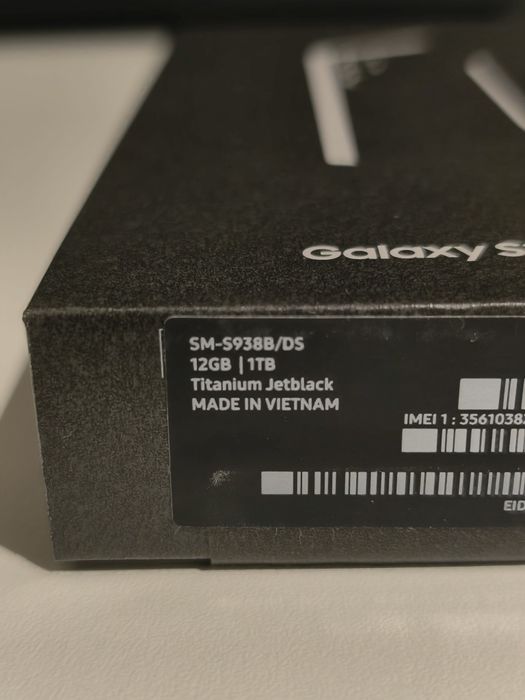 Galaxy S
SM-S938B/DS
12GB | 1TB
Titanium Jetblack
MADE IN VIETNAM
IMEI 1 : 3561038
EID